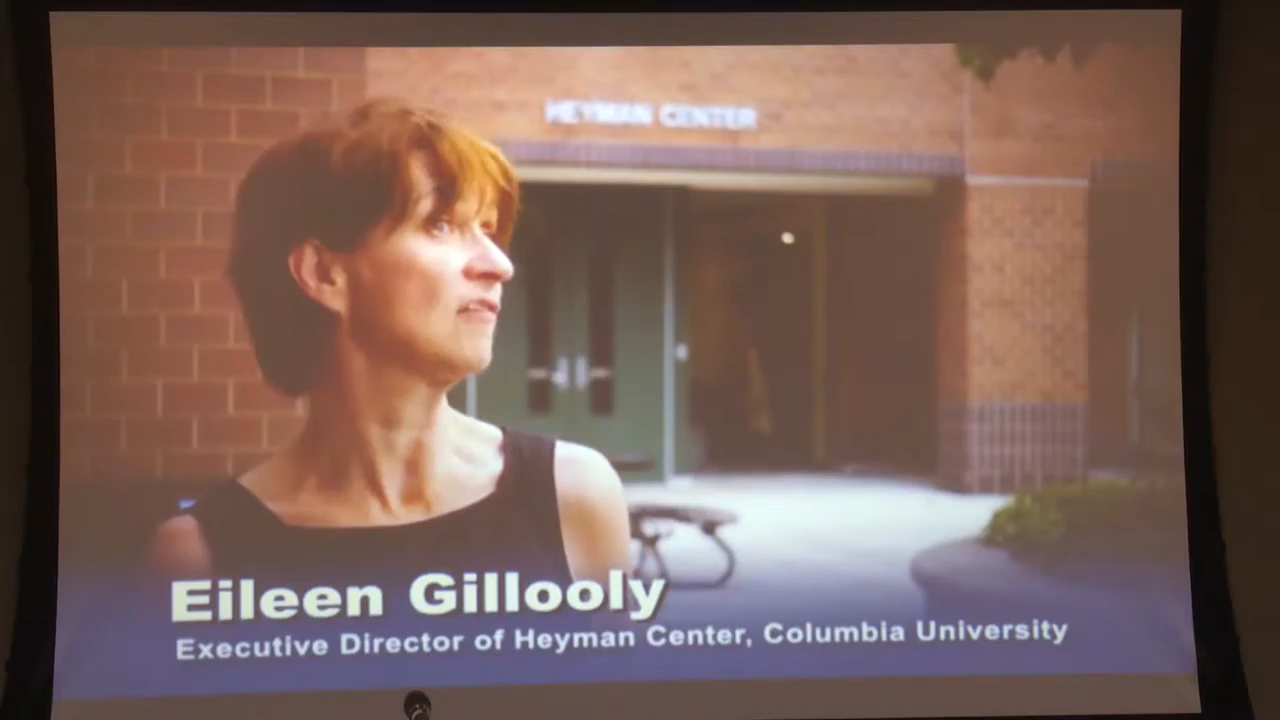 HEYMAN CENTER
Eileen Gillooly
Executive Director of Heyman Center, Columbia University